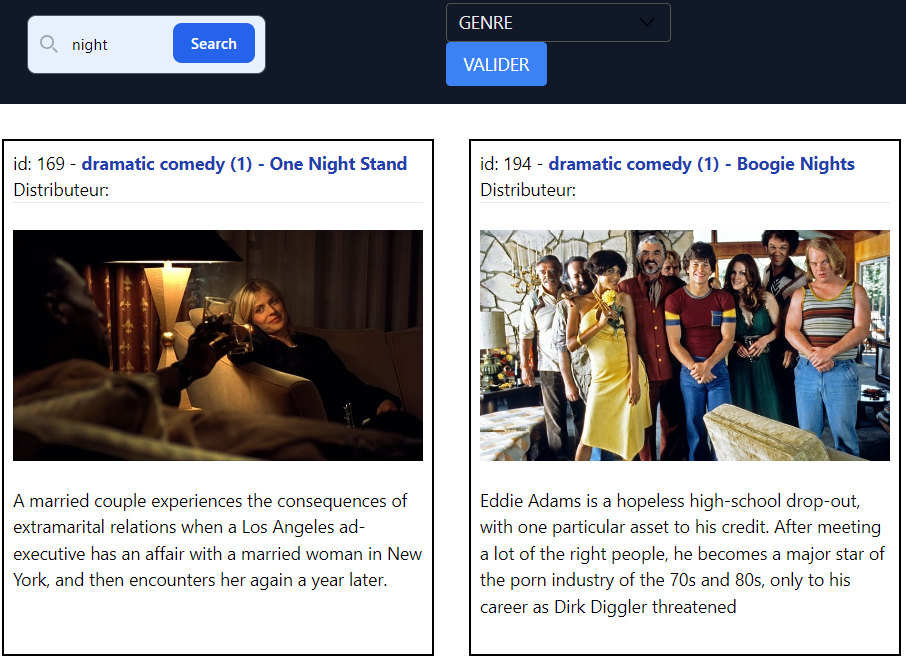 night
Search
GENRE
VALIDER
id: 169 - dramatic comedy (1) - One Night Stand
Distributeur:
A married couple experiences the consequences of
extramarital relations when a Los Angeles ad-
executive has an affair with a married woman in New
York, and then encounters her again a year later.
id: 194 - dramatic comedy (1) - Boogie Nights
Distributeur:
Eddie Adams is a hopeless high-school drop-out,
with one particular asset to his credit. After meeting
a lot of the right people, he becomes a major star of
the porn industry of the 70s and 80s, only to his
career as Dirk Diggler threatened